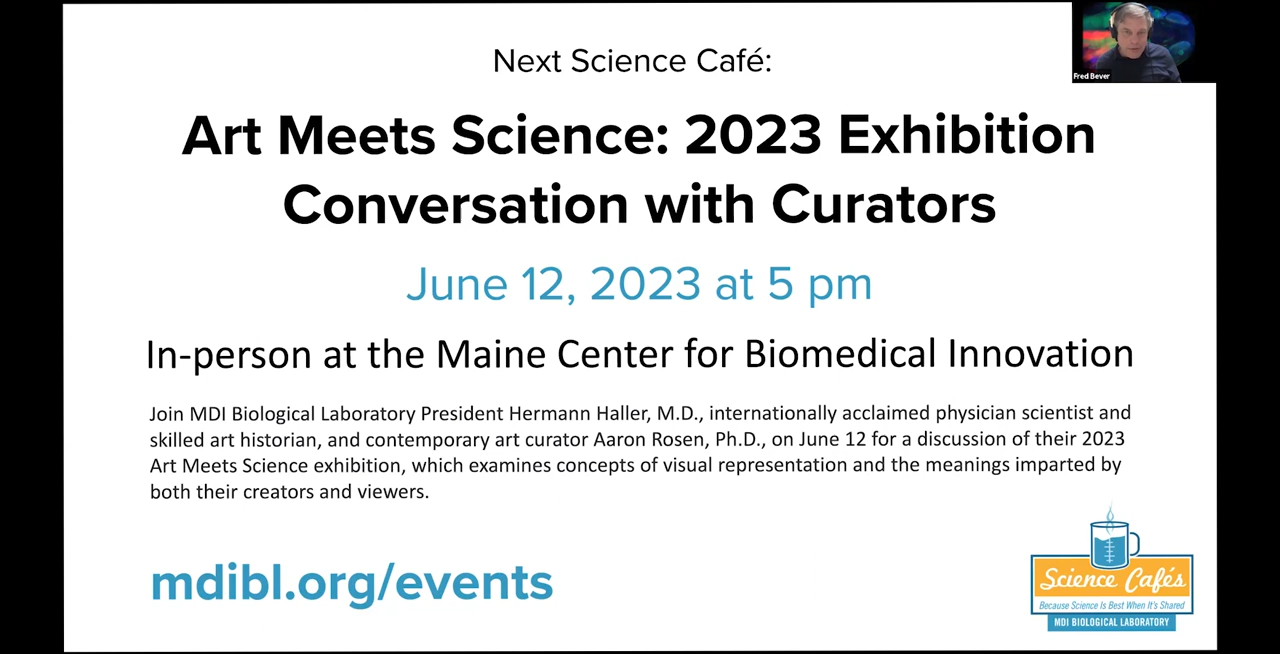 Next Science Café:
Fred Bever
Art Meets Science: 2023 Exhibition
Conversation with Curators
June 12, 2023 at 5 pm
In-person at the Maine Center for Biomedical Innovation
Join MDI Biological Laboratory President Hermann Haller, M.D., internationally acclaimed physician scientist and
skilled art historian, and contemporary art curator Aaron Rosen, Ph.D., on June 12 for a discussion of their 2023
Art Meets Science exhibition, which examines concepts of visual representation and the meanings imparted by
both their creators and viewers.
mdibl.org/events
Science Cafés
Because Science Is Best When It's Shared
MDI BIOLOGICAL LABORATORY